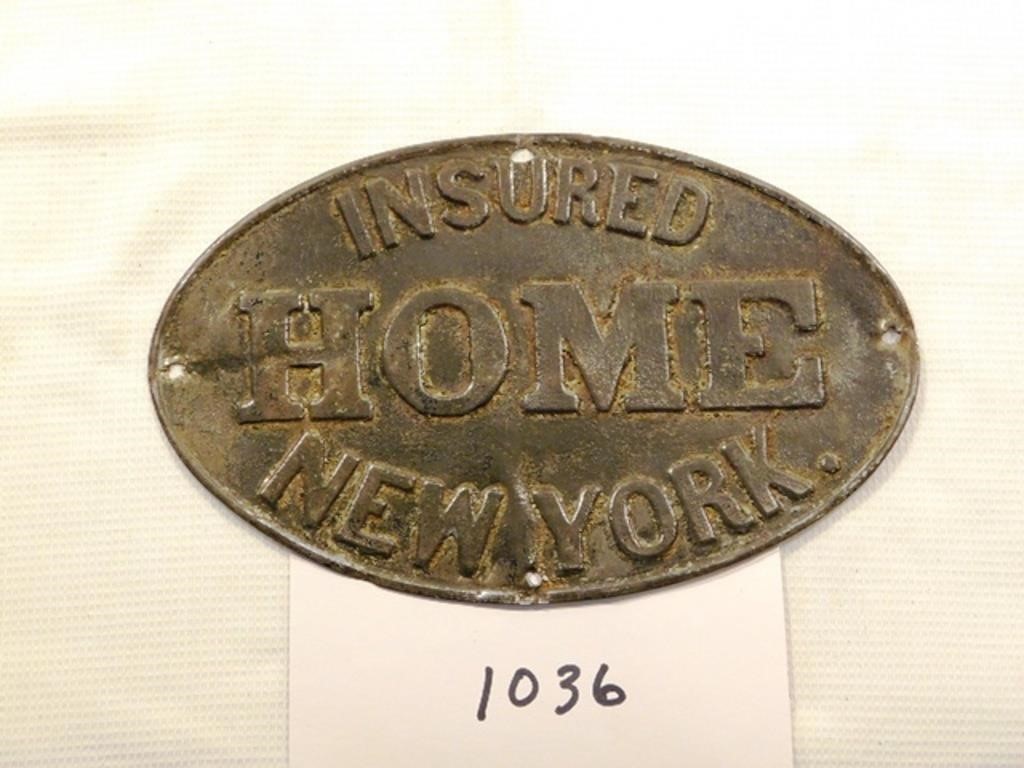 INSURED
HOME
NEW YORK.
1036